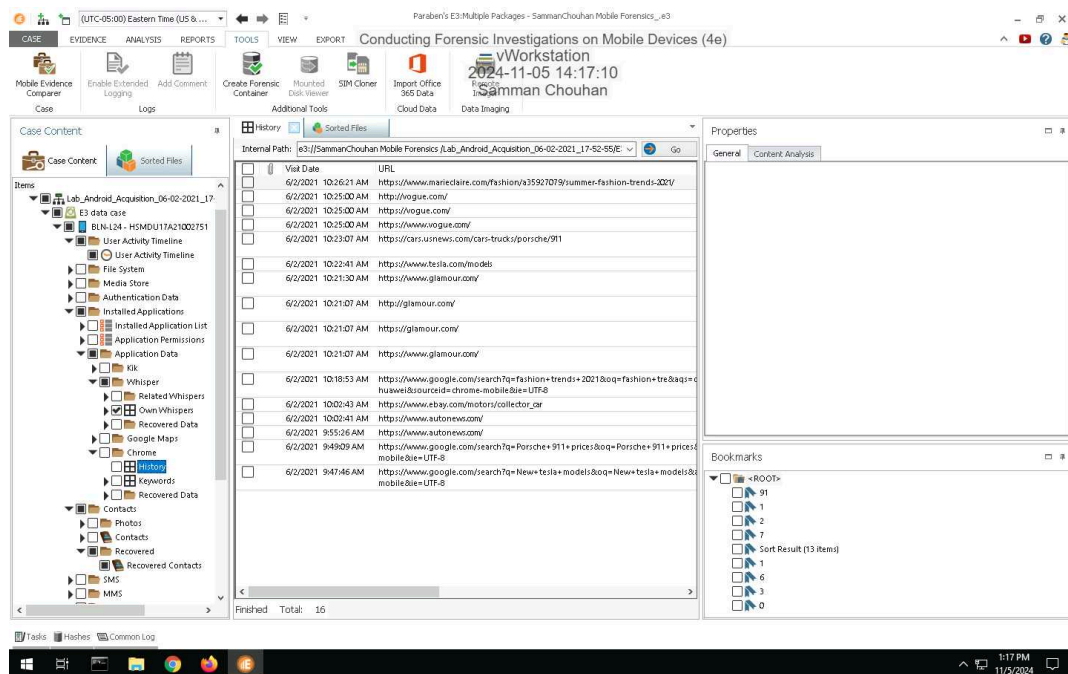 (UTC-05:00) Eastern Time (US & ...
Paraben's E3:Multiple Packages - SammanChouhan Mobile Forensics_.e3
CASE EVIDENCE ANALYSIS REPORTS TOOLS VIEW EXPORT
Conducting Forensic Investigations on Mobile Devices (4e)
vWorkstation
2024-11-05 14:17:10
Samman Chouhan
Mobile Evidence Comparer
Enable Extended Logging
Add Comment
Create Forensic Container
Mounted Disk Viewer
SIM Cloner
Import Office 365 Data
Case Logs Additional Tools Cloud Data Data Imaging
Case Content
Case Content Sorted Files
Items
Lab_Android_Acquisition_06-02-2021_17-
E3 data case
BLN-L24 - HSMDU17A21002751
User Activity Timeline
User Activity Timeline
File System
Media Store
Authentication Data
Installed Applications
Installed Application List
Application Permissions
Application Data
Kik
Whisper
Related Whispers
Own Whispers
Recovered Data
Google Maps
Chrome
History
Keywords
Recovered Data
Contacts
Photos
Contacts
Recovered
Recovered Contacts
SMS
MMS
History Sorted Files
Internal Path: e3://SammanChouhan Mobile Forensics /Lab_Android_Acquisition_06-02-2021_17-52-55/E: Go
Visit Date URL
6/2/2021 10:26:21 AM https://www.marieclaire.com/fashion/a35927079/summer-fashion-trends-2021/
6/2/2021 10:25:00 AM http://vogue.com/
6/2/2021 10:25:00 AM https://vogue.com/
6/2/2021 10:25:00 AM https://www.vogue.com/
6/2/2021 10:23:07 AM https://cars.usnews.com/cars-trucks/porsche/911
6/2/2021 10:22:41 AM https://www.tesla.com/models
6/2/2021 10:21:30 AM https://www.glamour.com/
6/2/2021 10:21:07 AM http://glamour.com/
6/2/2021 10:21:07 AM https://glamour.com/
6/2/2021 10:21:07 AM https://www.glamour.com/
6/2/2021 10:18:53 AM https://www.google.com/search?q=fashion+trends+2021&oq=fashion+tre&aqs=c
huawei&sourceid=chrome-mobile&ie=UTF-8
6/2/2021 10:02:43 AM https://www.ebay.com/motors/collector_car
6/2/2021 10:02:41 AM https://www.autonews.com/
6/2/2021 9:55:26 AM https://www.autonews.com/
6/2/2021 9:49:09 AM https://www.google.com/search?q=Porsche+911+prices&oq=Porsche+911+prices&
mobile&ie=UTF-8
6/2/2021 9:47:46 AM https://www.google.com/search?q=New+tesla+models&oq=New+tesla+models&
mobile&ie=UTF-8
Finished Total: 16
Properties
General Content Analysis
Bookmarks
<ROOT>
91
1
2
7
Sort Result (13 items)
1
6
3
0
Tasks Hashes Common Log
1:17 PM
11/5/2024